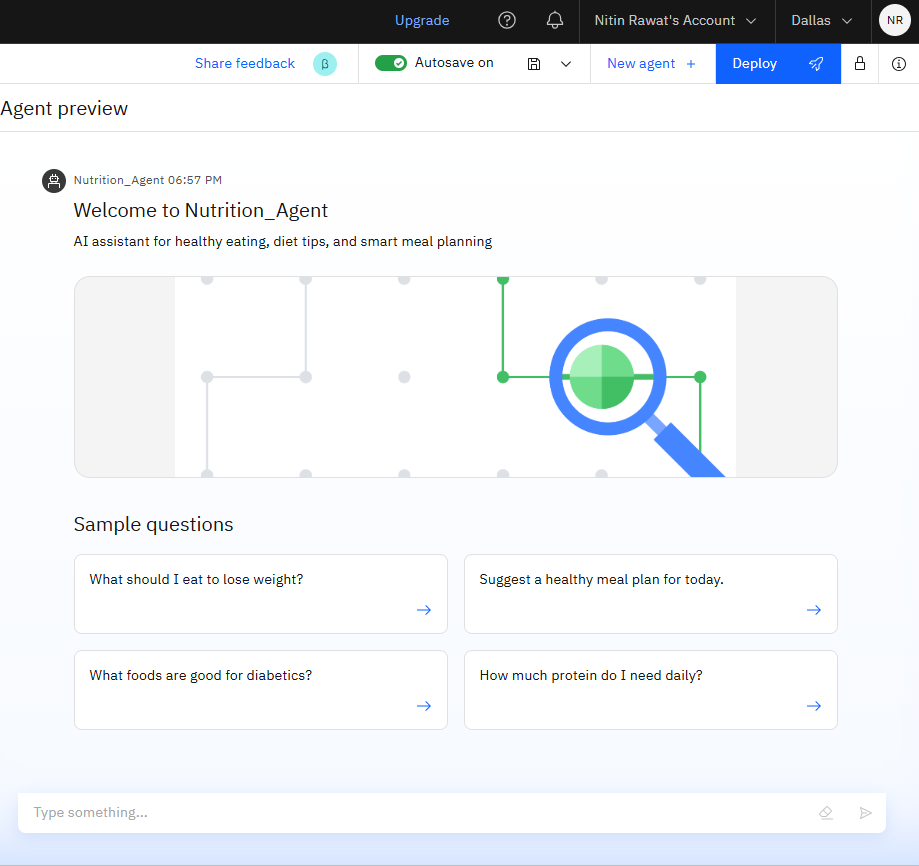 Upgrade
Nitin Rawat's Account
Dallas
NR
Share feedback
β
Autosave on
New agent +
Deploy
Agent preview
Nutrition_Agent 06:57 PM
Welcome to Nutrition_Agent
AI assistant for healthy eating, diet tips, and smart meal planning
Sample questions
What should I eat to lose weight?
Suggest a healthy meal plan for today.
What foods are good for diabetics?
How much protein do I need daily?
Type something...